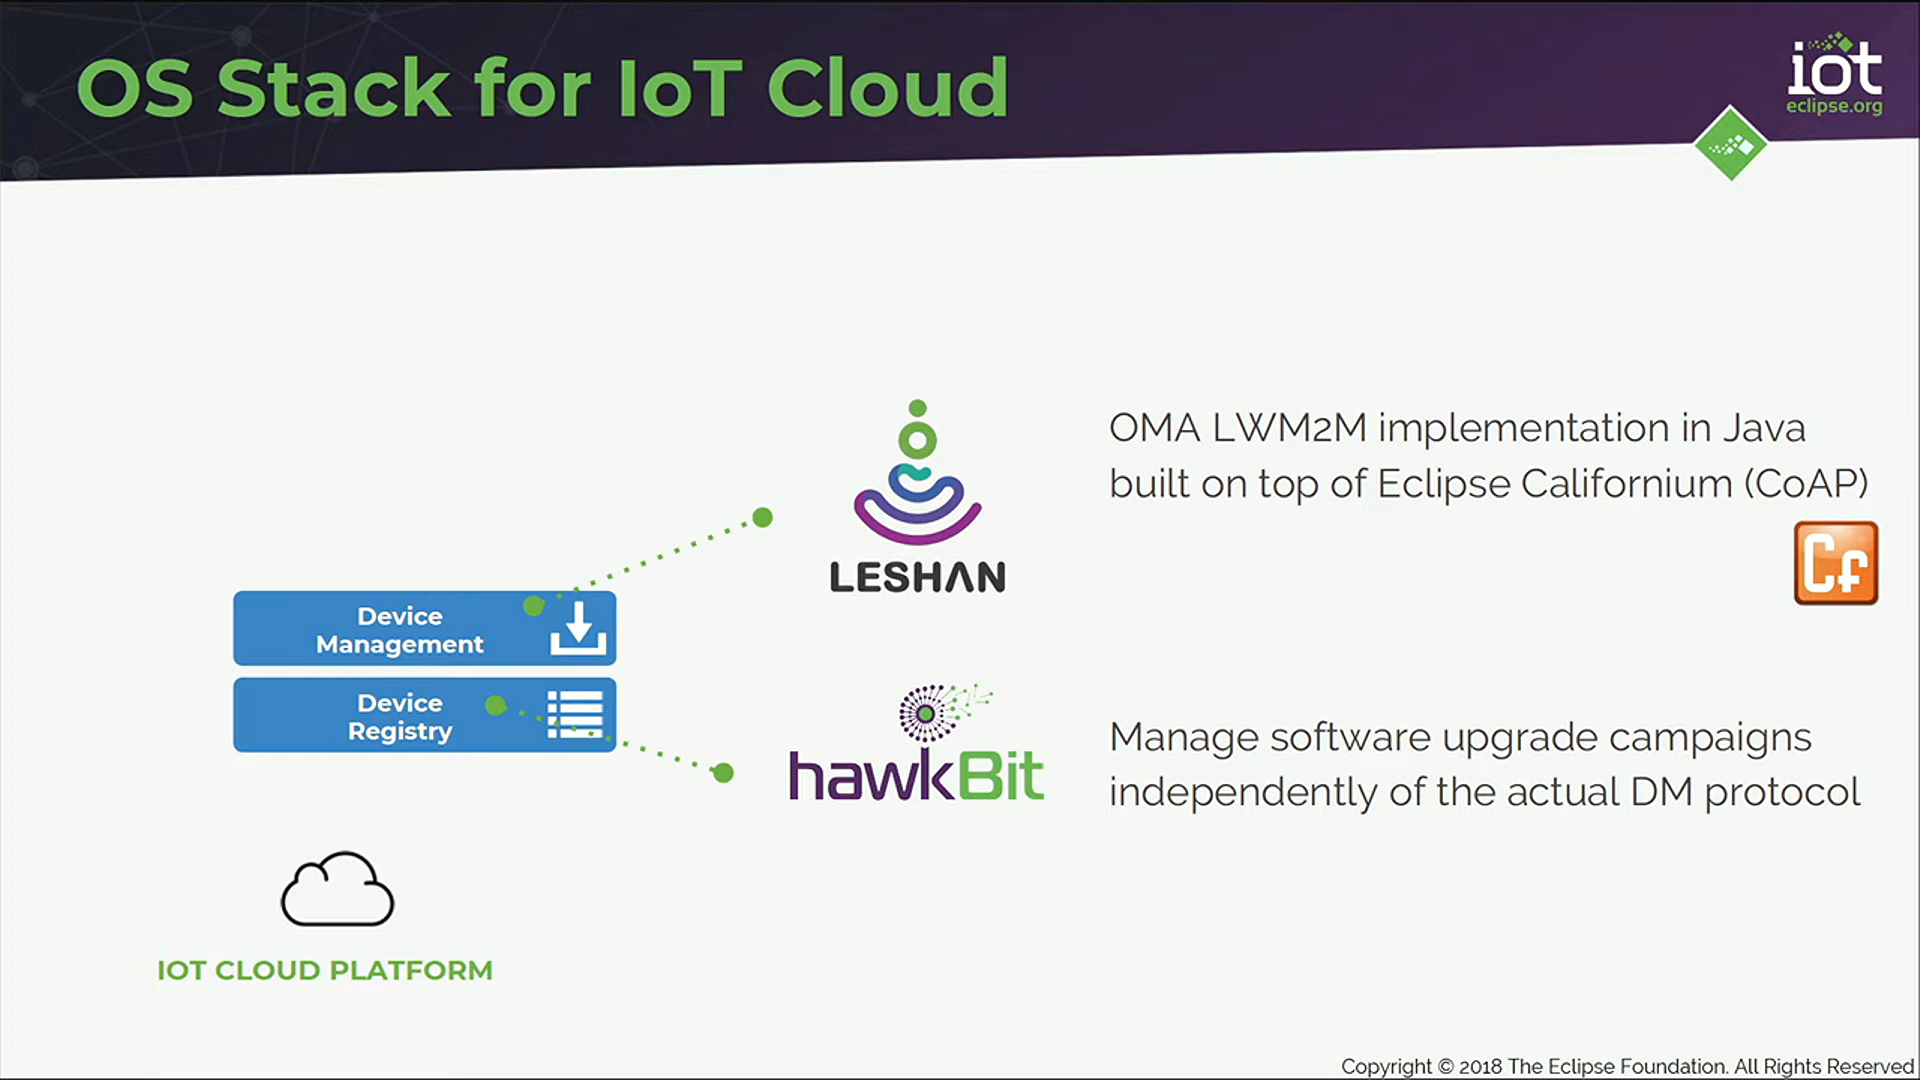 OS Stack for IoT Cloud
iot
eclipse.org
OMA LWM2M implementation in Java
built on top of Eclipse Californium (CoAP)
Cf
LESHAN
Device
Management
Device
Registry
hawkBit
Manage software upgrade campaigns
independently of the actual DM protocol
IOT CLOUD PLATFORM
Copyright © 2018 The Eclipse Foundation. All Rights Reserved